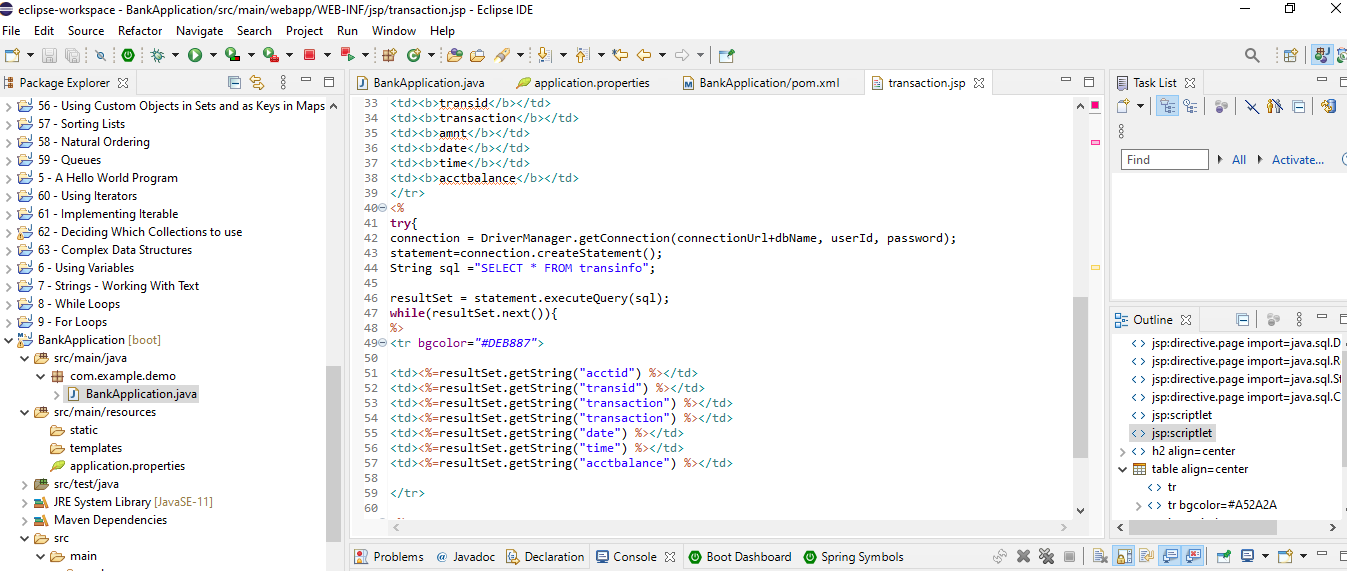 eclipse-workspace - BankApplication/src/main/webapp/WEB-INF/jsp/transaction.jsp - Eclipse IDE
File Edit Source Refactor Navigate Search Project Run Window Help
Package Explorer
56 - Using Custom Objects in Sets and as Keys in Maps
57 - Sorting Lists
58 - Natural Ordering
59 - Queues
5 - A Hello World Program
60 - Using Iterators
61 - Implementing Iterable
62 - Deciding Which Collections to use
63 - Complex Data Structures
6 - Using Variables
7 - Strings - Working With Text
8 - While Loops
9 - For Loops
BankApplication [boot]
src/main/java
com.example.demo
BankApplication.java
src/main/resources
static
templates
application.properties
src/test/java
JRE System Library [JavaSE-11]
Maven Dependencies
src
main
BankApplication.java application.properties BankApplication/pom.xml transaction.jsp
33 <td><b>transid</b></td>
34 <td><b>transaction</b></td>
35 <td><b>amnt</b></td>
36 <td><b>date</b></td>
37 <td><b>time</b></td>
38 <td><b>acctbalance</b></td>
39 </tr>
40 <%
41 try{
42 connection = DriverManager.getConnection(connectionUrl+dbName, userId, password);
43 statement=connection.createStatement();
44 String sql ="SELECT * FROM transinfo";
45
46 resultSet = statement.executeQuery(sql);
47 while(resultSet.next()){
48 %>
49 <tr bgcolor="#DEB887">
50
51 <td><%=resultSet.getString("acctid") %></td>
52 <td><%=resultSet.getString("transid") %></td>
53 <td><%=resultSet.getString("transaction") %></td>
54 <td><%=resultSet.getString("transaction") %></td>
55 <td><%=resultSet.getString("date") %></td>
56 <td><%=resultSet.getString("time") %></td>
57 <td><%=resultSet.getString("acctbalance") %></td>
58
59 </tr>
60
Problems @ Javadoc Declaration Console Boot Dashboard Spring Symbols
Task List
Find All Activate...
Outline
jsp:directive.page import=java.sql.D
jsp:directive.page import=java.sql.R
jsp:directive.page import=java.sql.St
jsp:directive.page import=java.sql.C
jsp:scriptlet
jsp:scriptlet
h2 align=center
table align=center
tr
tr bgcolor=#A52A2A